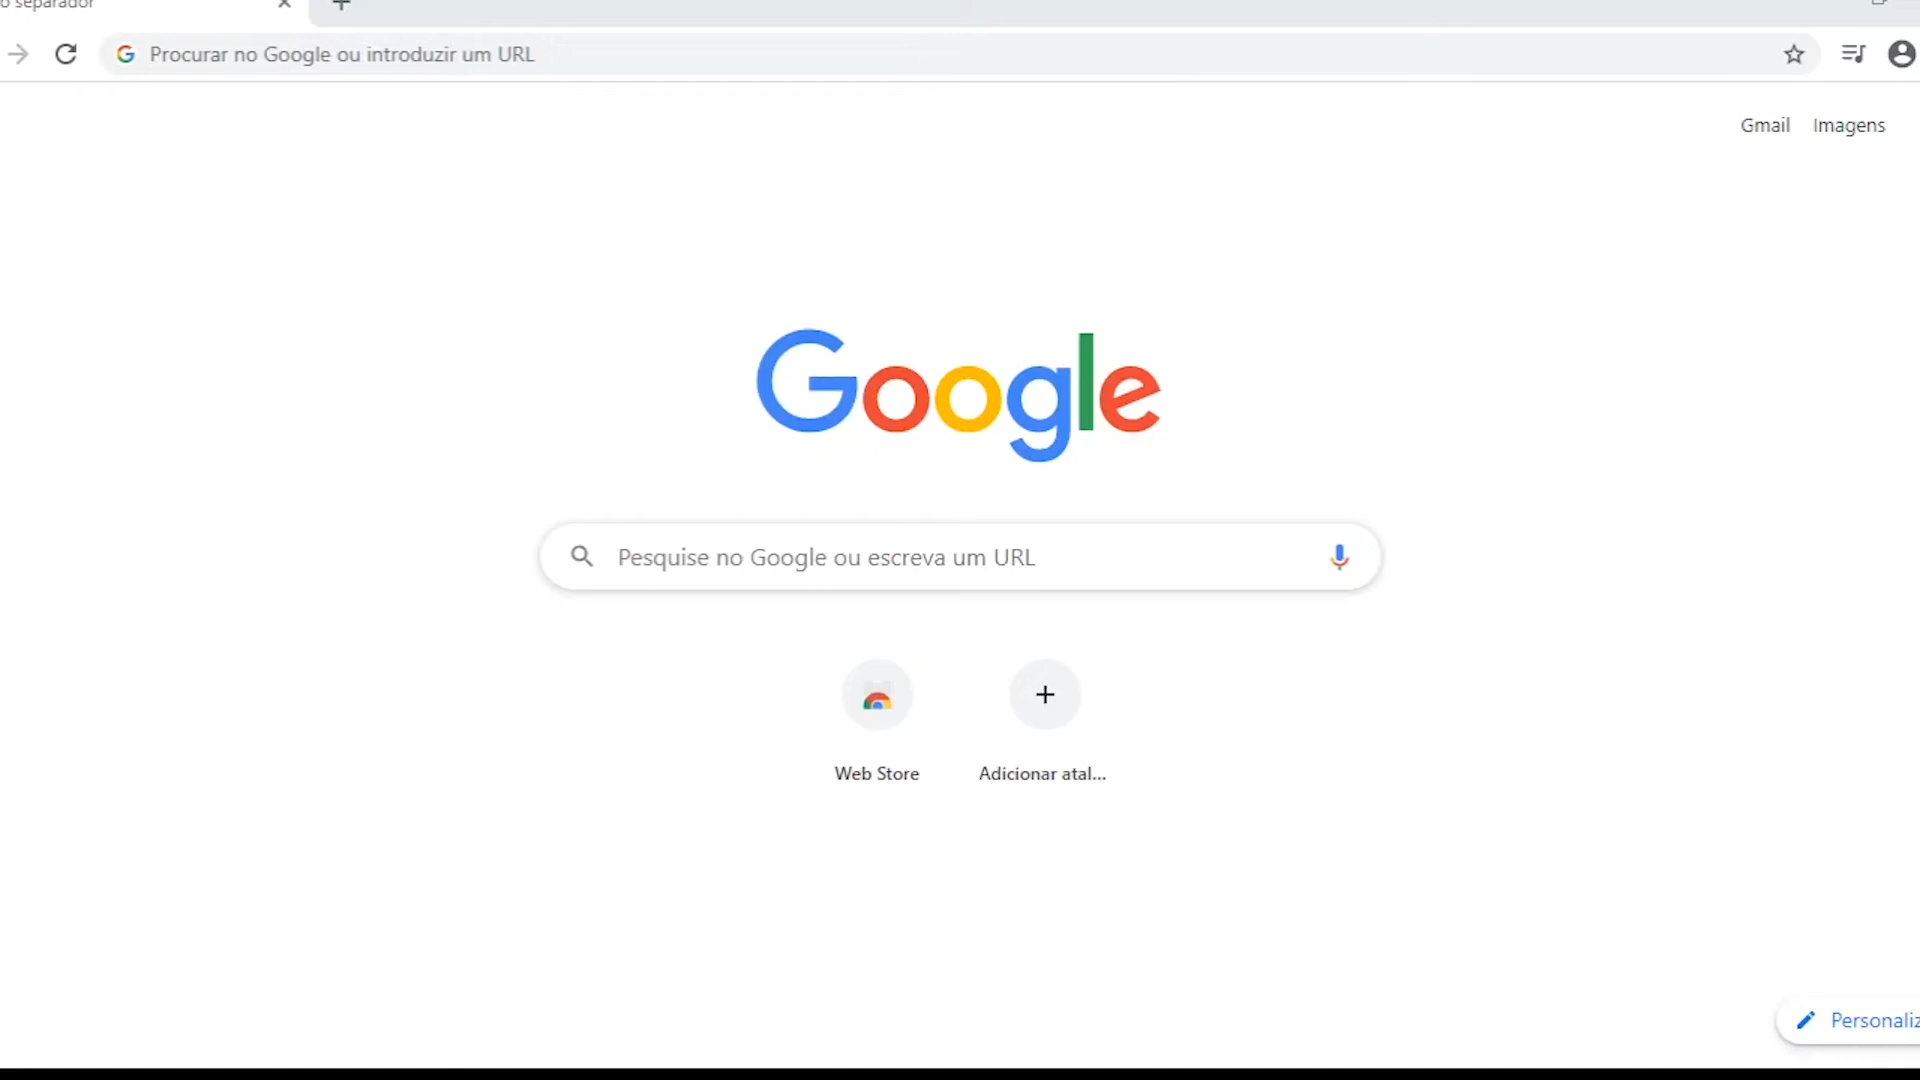 o separador
Procurar no Google ou introduzir um URL
Gmail Imagens
Google
Pesquise no Google ou escreva um URL
Web Store
Adicionar atal...
Personaliz